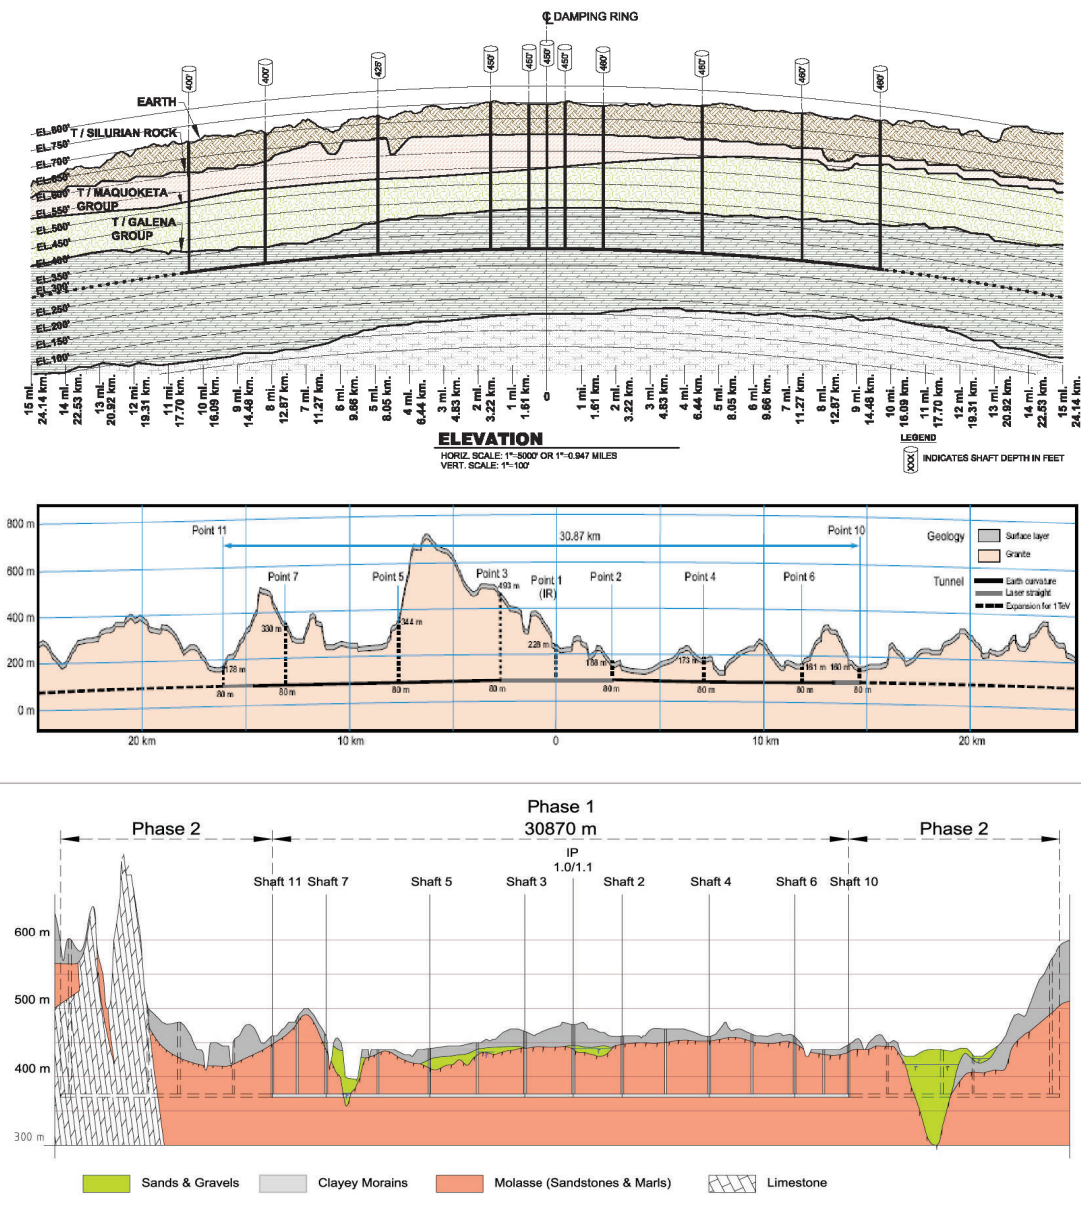 ℄ DAMPING RING
400'
400'
425'
450'
450'
450'
450'
460'
460'
460'
EARTH
EL.800'
T / SILURIAN ROCK
EL.750'
EL.700'
EL.650'
EL.600'
T / MAQUOKETA
GROUP
EL.550'
EL.500'
T / GALENA
GROUP
EL.450'
EL.400'
EL.350'
EL.300'
EL.250'
EL.200'
EL.150'
EL.100'
15 mi.
24.14 km.
14 mi.
22.53 km.
13 mi.
20.92 km.
12 mi.
19.31 km.
11 mi.
17.70 km.
10 mi.
16.09 km.
9 mi.
14.48 km.
8 mi.
12.87 km.
7 mi.
11.27 km.
6 mi.
9.66 km.
5 mi.
8.05 km.
4 mi.
6.44 km.
3 mi.
4.83 km.
2 mi.
3.22 km.
1 mi.
1.61 km.
0
1 mi.
1.61 km.
2 mi.
3.22 km.
3 mi.
4.83 km.
4 mi.
6.44 km.
5 mi.
8.05 km.
6 mi.
9.66 km.
7 mi.
11.27 km.
8 mi.
12.87 km.
9 mi.
14.48 km.
10 mi.
16.09 km.
11 mi.
17.70 km.
12 mi.
19.31 km.
13 mi.
20.92 km.
14 mi.
22.53 km.
15 mi.
24.14 km.
ELEVATION
HORIZ. SCALE: 1"=5000' OR 1"=0.947 MILES
VERT. SCALE: 1"=100'
LEGEND
XXX'
INDICATES SHAFT DEPTH IN FEET
800 m
600 m
400 m
200 m
0 m
Point 11
30.87 km
Point 10
Geology
Surface layer
Granite
Tunnel
Earth curvature
Laser straight
Expansion for 1TeV
Point 7
Point 5
Point 3
Point 1
(IR)
Point 2
Point 4
Point 6
178 m
330 m
344 m
493 m
228 m
188 m
173 m
161 m
160 m
80 m
80 m
80 m
80 m
80 m
80 m
80 m
80 m
20 km
10 km
0
10 km
20 km
Phase 1
Phase 2
30870 m
Phase 2
IP
1.0/1.1
Shaft 11
Shaft 7
Shaft 5
Shaft 3
Shaft 2
Shaft 4
Shaft 6
Shaft 10
600 m
500 m
400 m
300 m
Sands & Gravels
Clayey Morains
Molasse (Sandstones & Marls)
Limestone